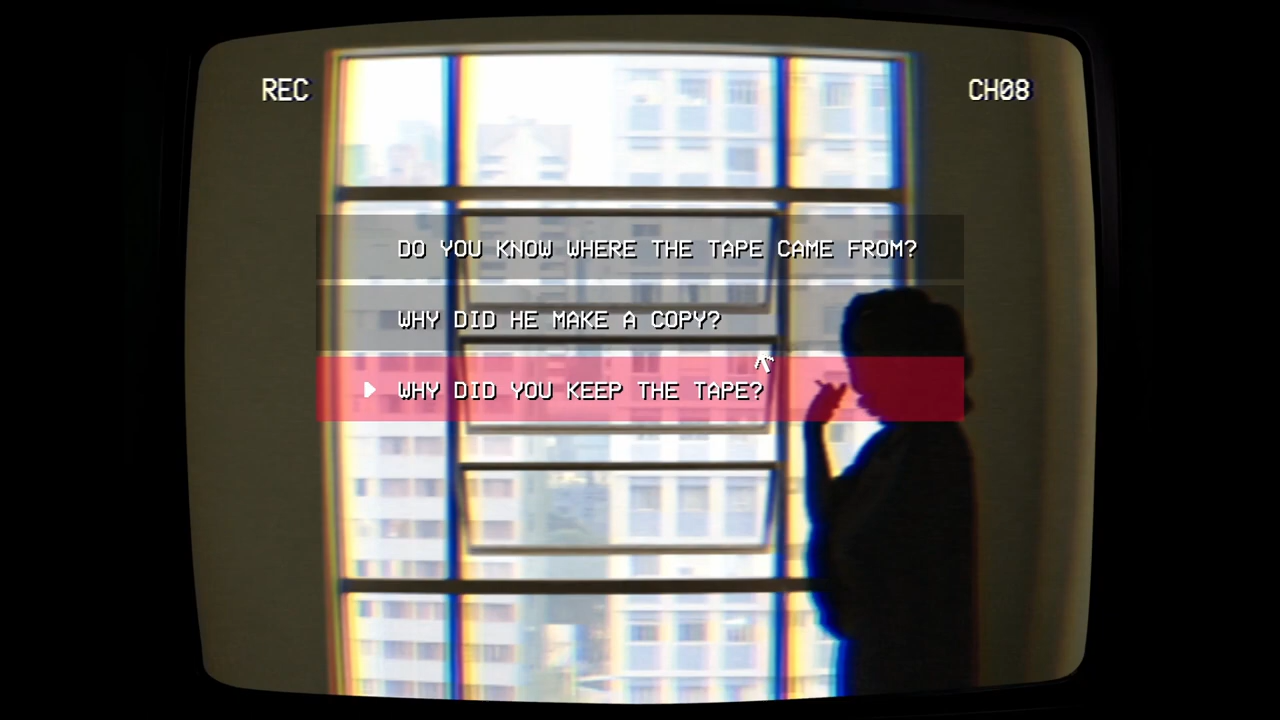 REC
CH08
DO YOU KNOW WHERE THE TAPE CAME FROM?
WHY DID HE MAKE A COPY?
WHY DID YOU KEEP THE TAPE?